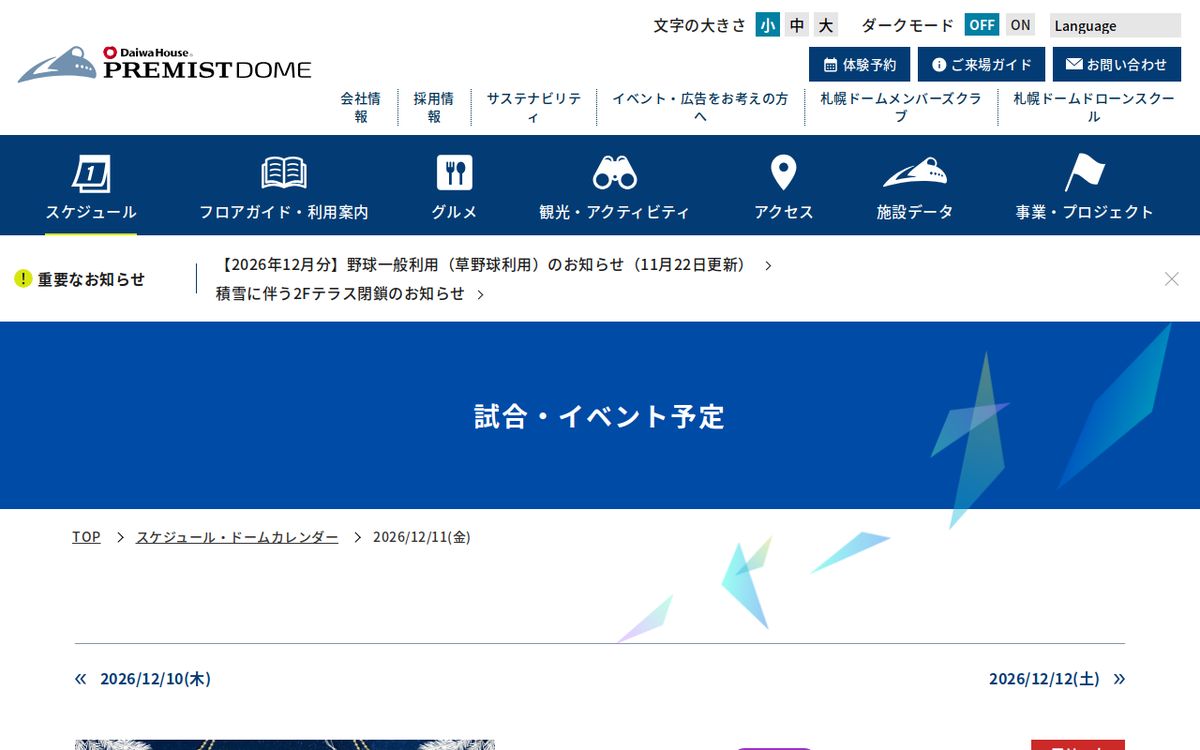 文字の大きさ 小 中 大 ダークモード OFF ON Language
DaiwaHouse
PREMIST DOME
体験予約 ご来場ガイド お問い合わせ
会社情報 採用情報 サステナビリティ イベント・広告をお考えの方へ 札幌ドームメンバーズクラブ 札幌ドームドローンスクール
スケジュール フロアガイド・利用案内 グルメ 観光・アクティビティ アクセス 施設データ 事業・プロジェクト
重要なお知らせ
【2026年12月分】野球一般利用（草野球利用）のお知らせ（11月22日更新）
積雪に伴う2Fテラス閉鎖のお知らせ
試合・イベント予定
TOP スケジュール・ドームカレンダー 2026/12/11(金)
2026/12/10(木) 2026/12/12(土)